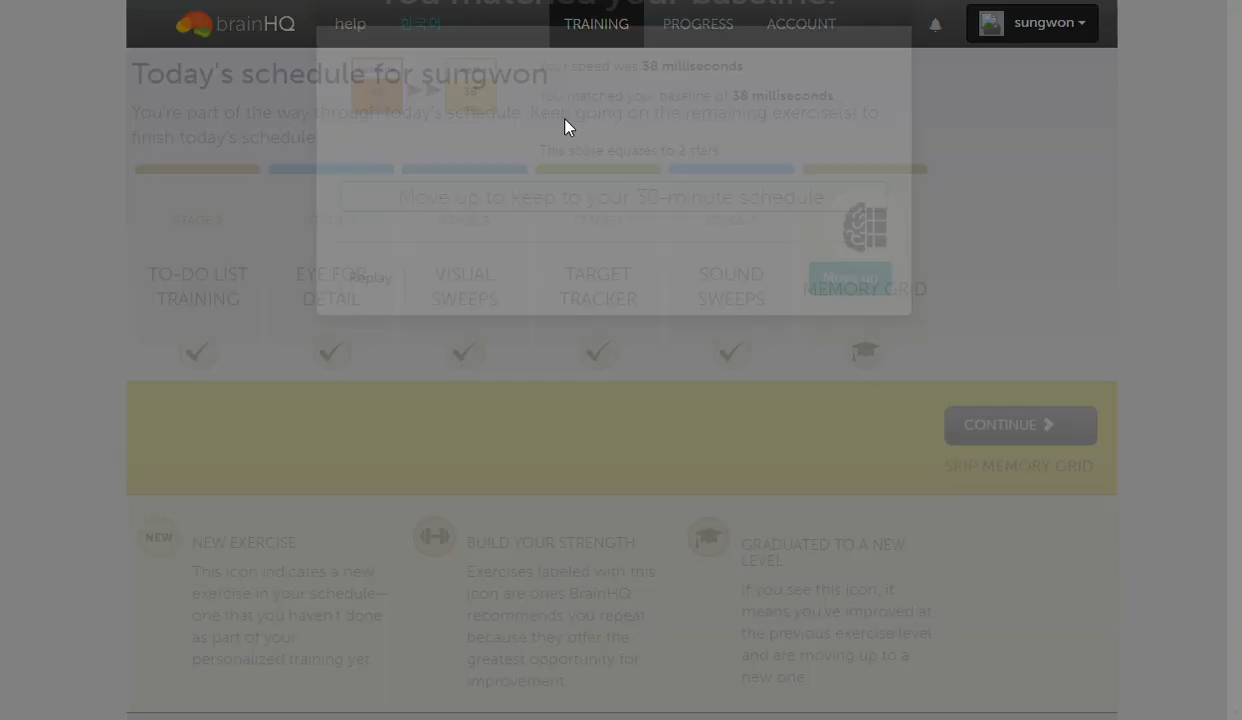 You matched your baseline!
brainHQ help 한국어 TRAINING PROGRESS ACCOUNT sungwon
Today's schedule for sungwon
Your speed was 38 milliseconds
You matched your baseline of 38 milliseconds.
You're part of the way through today's schedule. Keep going on the remaining exercise(s) to
finish today's schedule
This score equates to 2 stars
Move up to keep to your 30-minute schedule
38
STAGE 2
TO-DO LIST
TRAINING
EYE FOR
DETAIL
VISUAL
SWEEPS
TARGET
TRACKER
SOUND
SWEEPS
MEMORY GRID
Replay
Move up
CONTINUE
SKIP MEMORY GRID
NEW
NEW EXERCISE
This icon indicates a new
exercise in your schedule—
one that you haven't done
as part of your
personalized training yet.
BUILD YOUR STRENGTH
Exercises labeled with this
icon are ones BrainHQ
recommends you repeat
because they offer the
greatest opportunity for
improvement.
GRADUATED TO A NEW
LEVEL
If you see this icon, it
means you've improved at
the previous exercise level
and are moving up to a
new one.